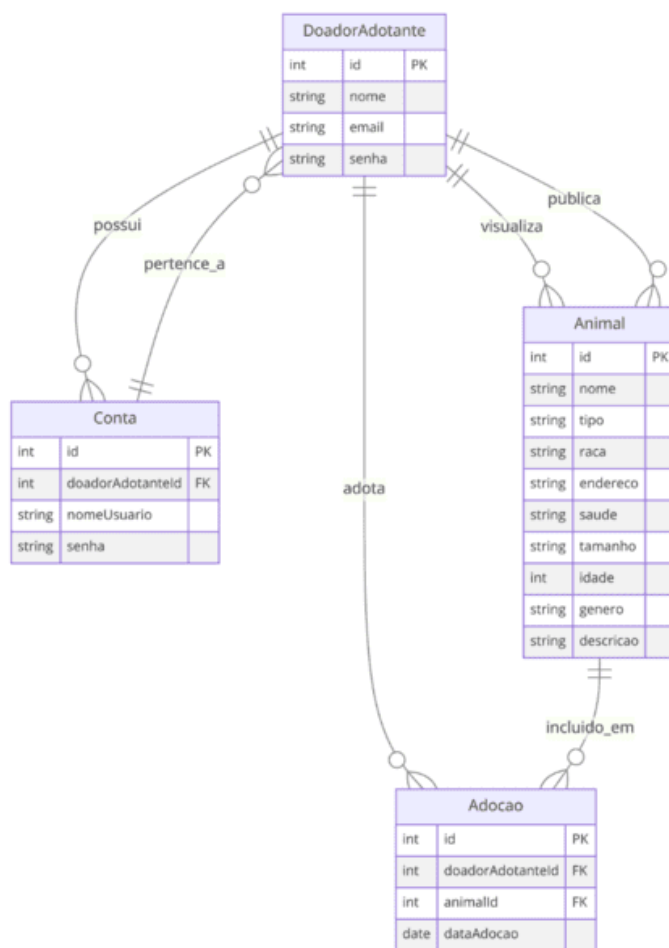 DoadorAdotante
int id PK
string nome
string email
string senha
possui
pertence_a
visualiza
publica
Animal
int id PK
string nome
string tipo
string raca
string endereco
string saude
string tamanho
int idade
string genero
string descricao
Conta
int id PK
int doadorAdotanteId FK
string nomeUsuario
string senha
adota
incluido_em
Adocao
int id PK
int doadorAdotanteId FK
int animalId FK
date dataAdocao